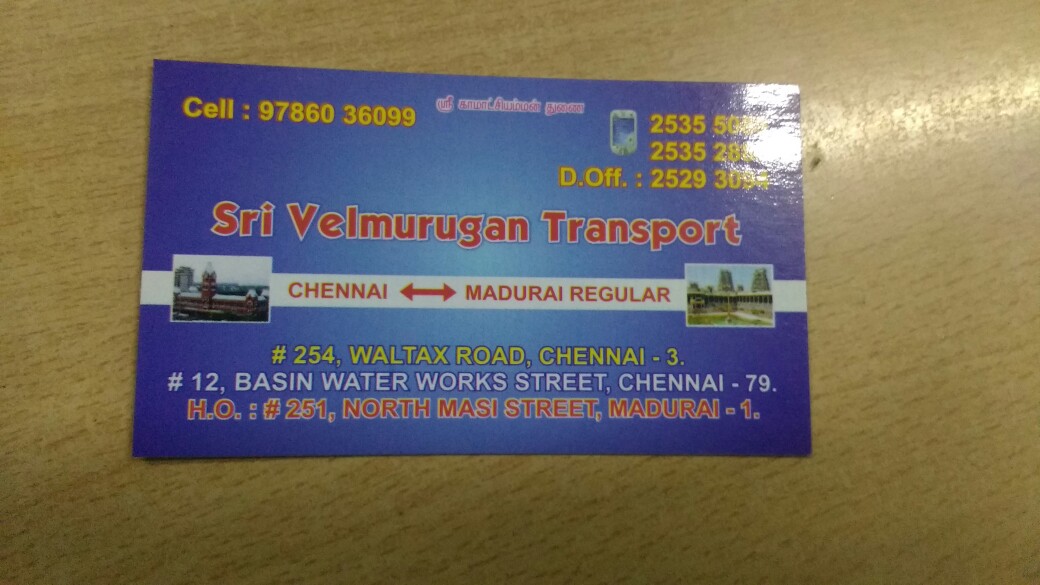 Cell : 97860 36099
ஸ்ரீ காமாட்சியம்மன் துணை
2535
2535
D.Off. : 2529
Sri Velmurugan Transport
CHENNAI ↔ MADURAI REGULAR
# 254, WALTAX ROAD, CHENNAI - 3.
# 12, BASIN WATER WORKS STREET, CHENNAI - 79.
H.O. : # 251, NORTH MASI STREET, MADURAI - 1.